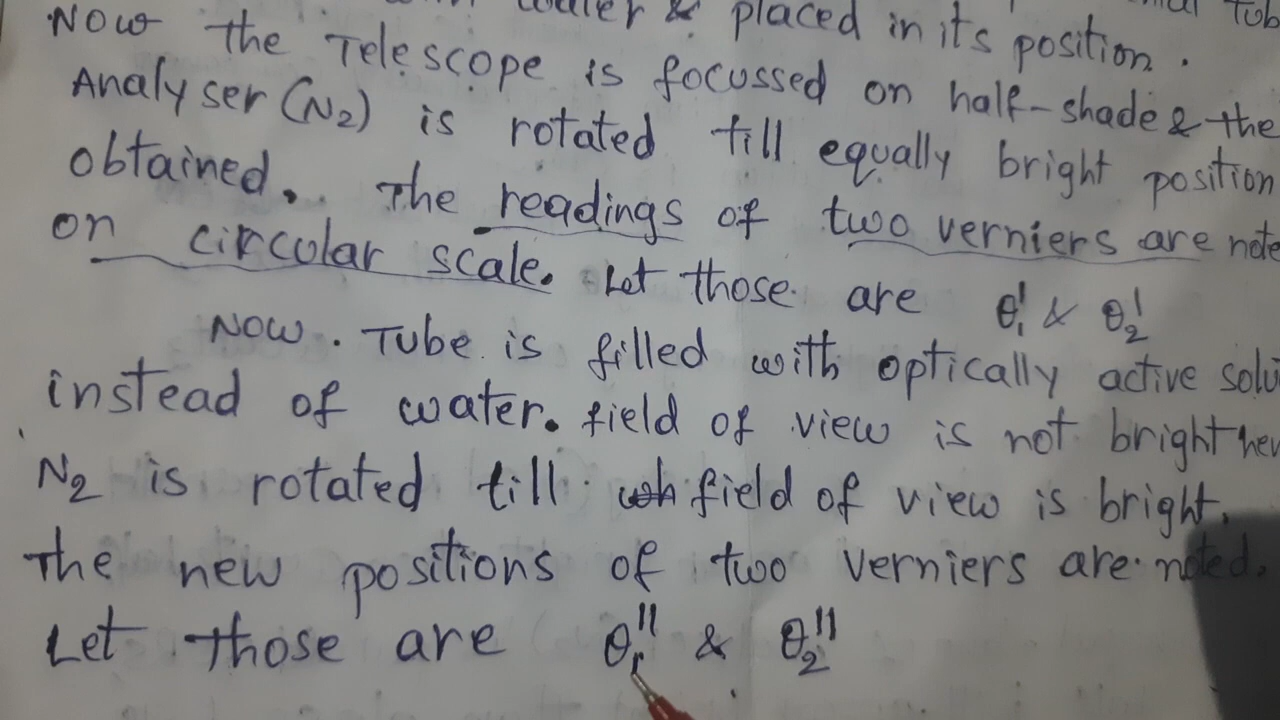 water & placed in its position.
Now the Telescope is focussed on half-shade & the
Analyser (N₂) is rotated till equally bright position
obtained. The readings of two verniers are note
on circular scale. Let those are θ₁' & θ₂'
Now. Tube is filled with optically active solu
instead of water. field of view is not bright
N₂ is rotated till field of view is bright.
The new positions of two verniers are noted.
Let those are θ₁'' & θ₂''